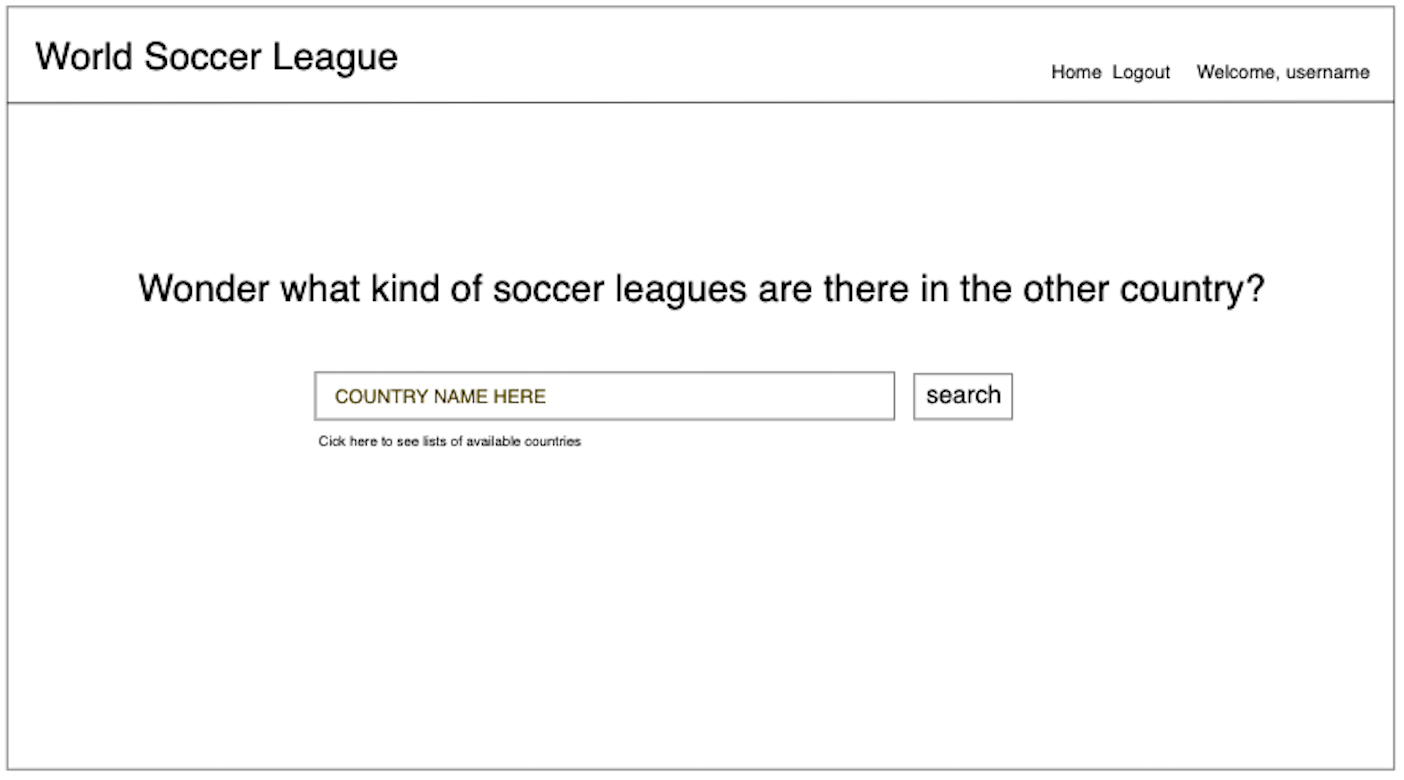 World Soccer League
Home Logout Welcome, username
Wonder what kind of soccer leagues are there in the other country?
COUNTRY NAME HERE
search
Cick here to see lists of available countries